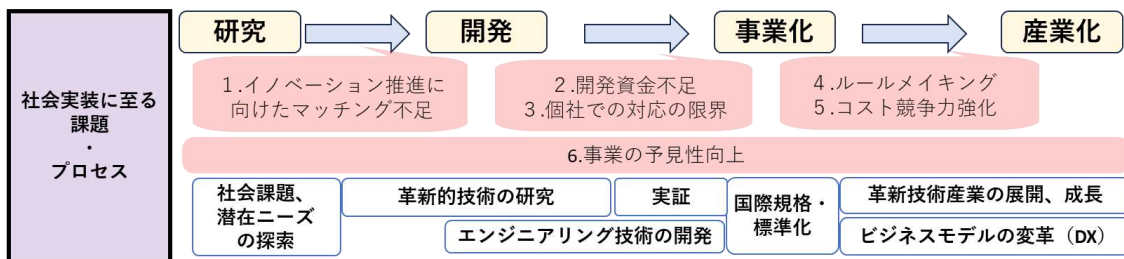 社会実装に至る
課題
・
プロセス
研究
開発
事業化
産業化
1.イノベーション推進に
向けたマッチング不足
2.開発資金不足
3.個社での対応の限界
4.ルールメイキング
5.コスト競争力強化
6.事業の予見性向上
社会課題、
潜在ニーズ
の探索
革新的技術の研究
実証
エンジニアリング技術の開発
国際規格・
標準化
革新技術産業の展開、成長
ビジネスモデルの変革（DX）